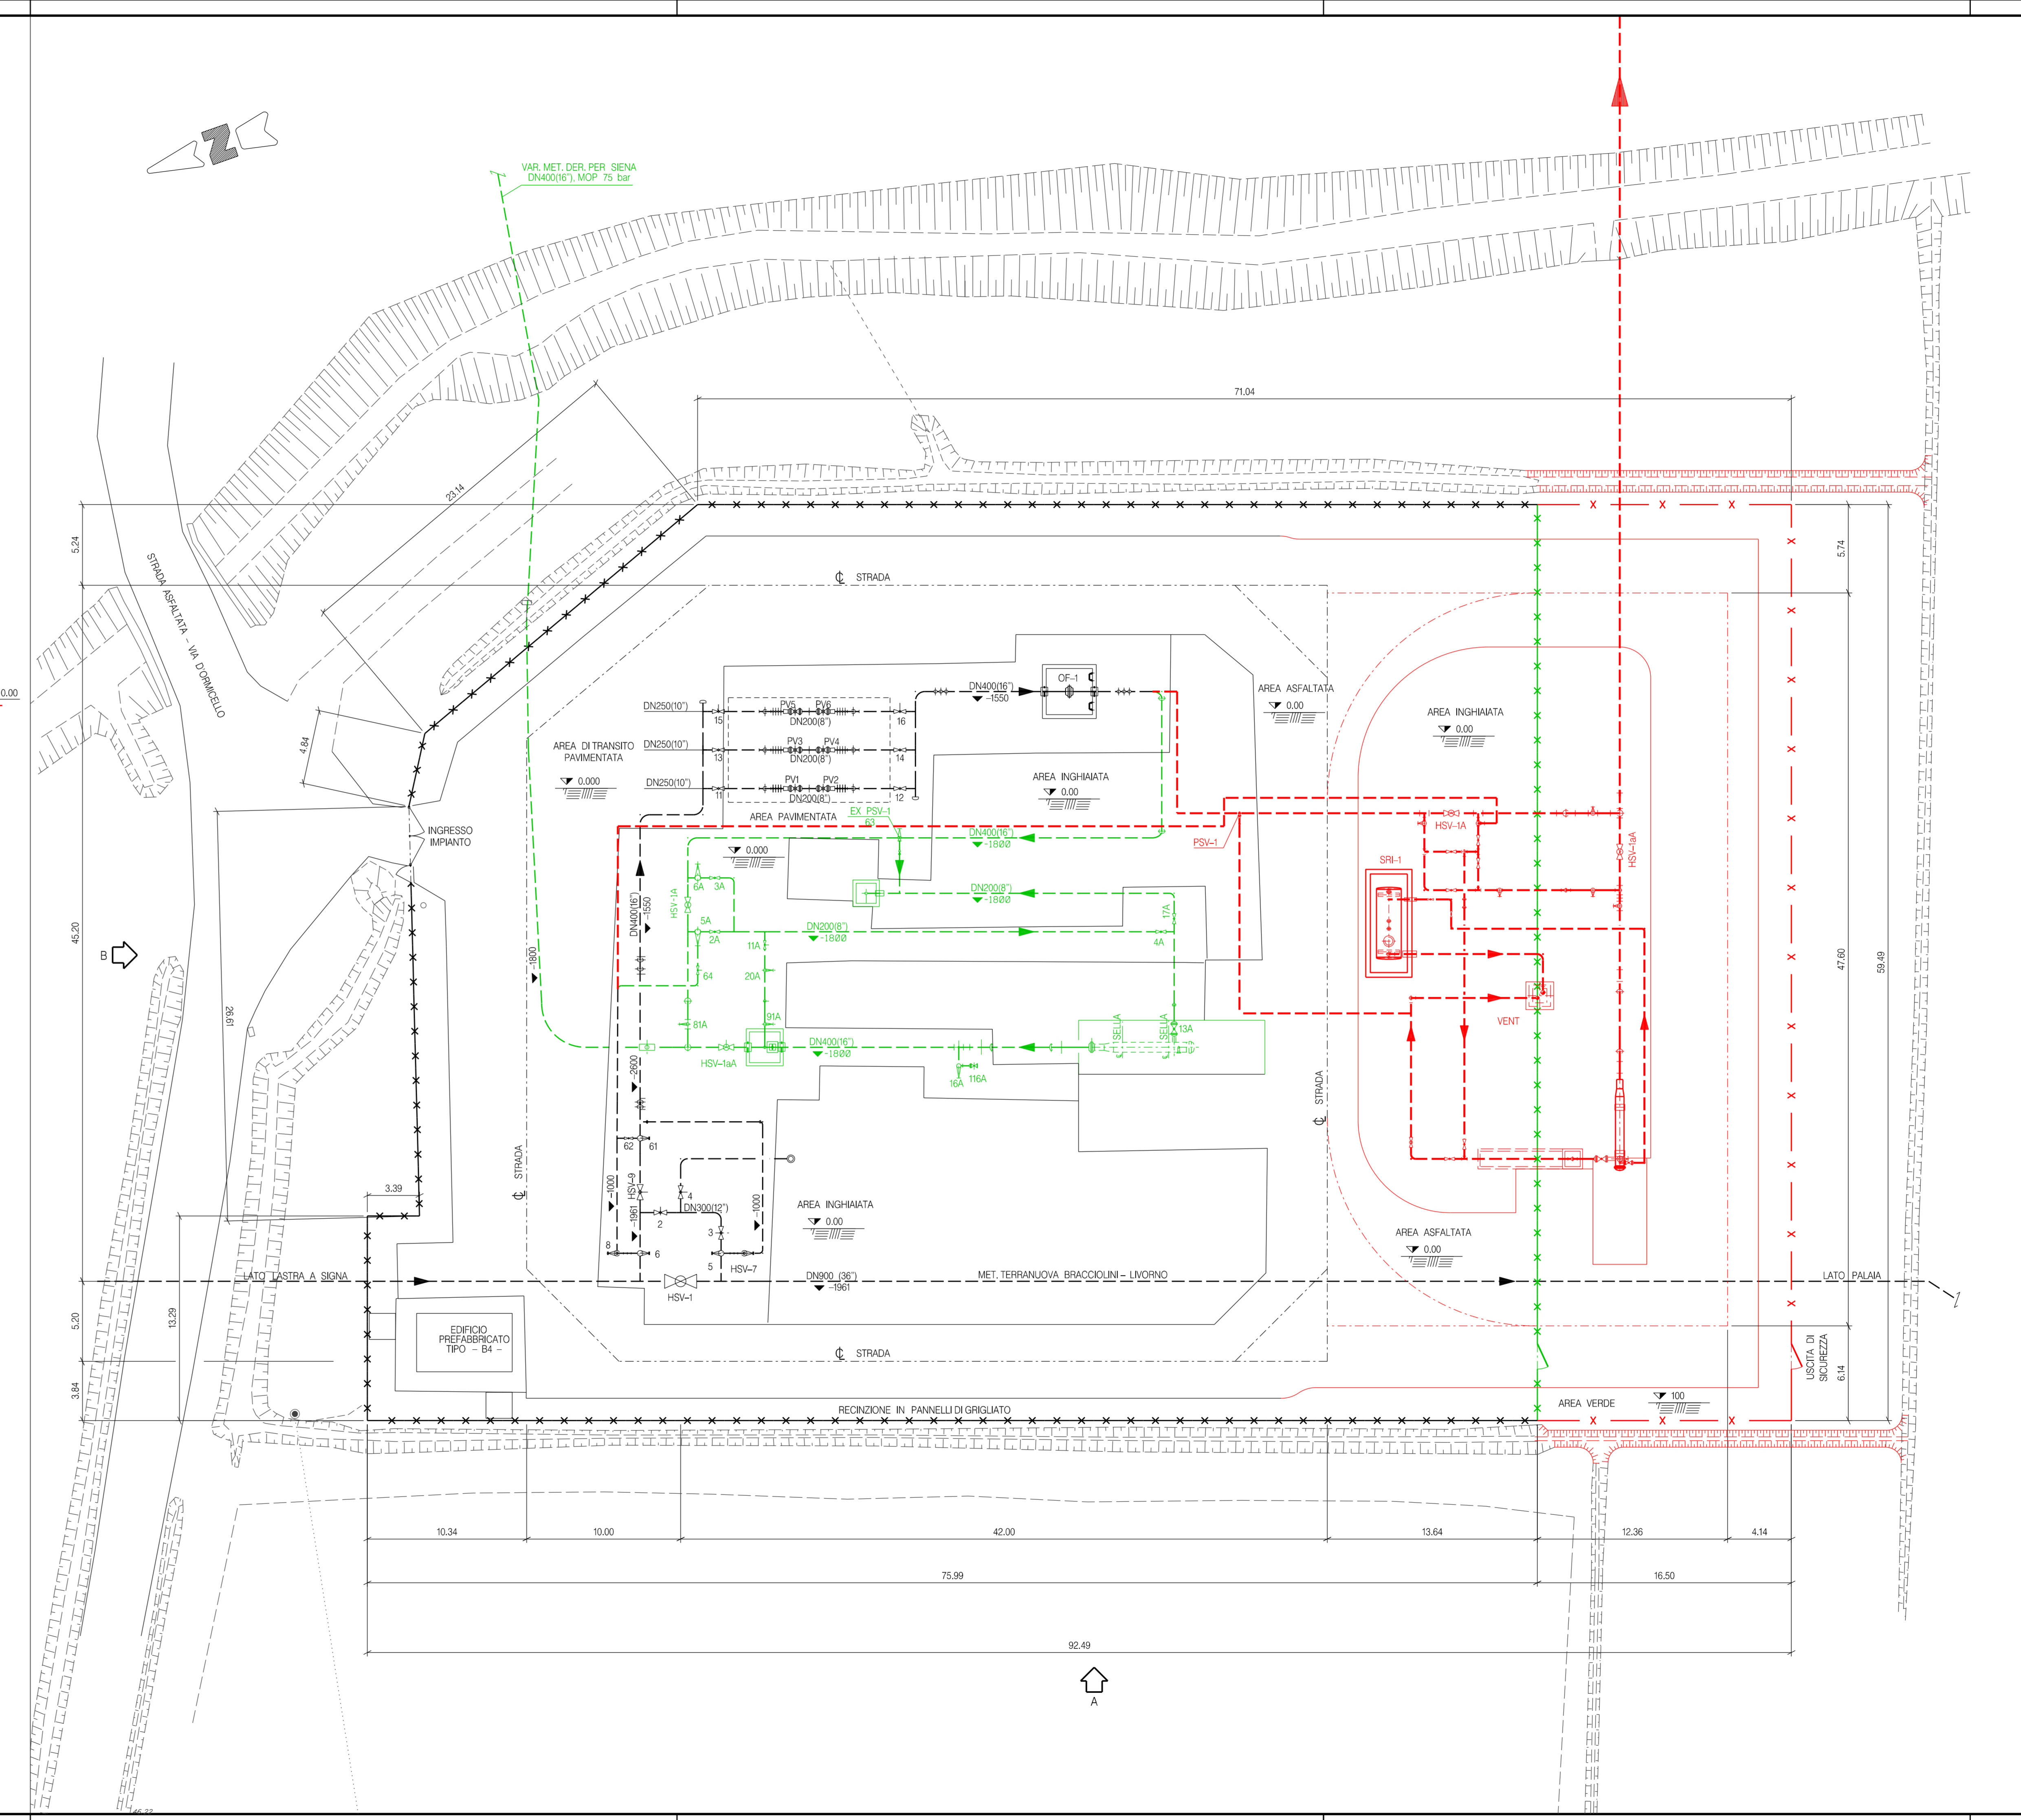 N
VAR. MET. DER. PER SIENA
DN400(16"), MOP 75 bar
0.00
71.04
23.14
5.24
5.74
STRADA ASFALTATA - VIA D'ORMICELLO
℄ STRADA
4.84
DN400(16")
-1550
OF-1
AREA ASFALTATA
0.00
AREA INGHIAIATA
0.00
DN250(10")
15
PV5
PV6
DN200(8")
16
AREA DI TRANSITO
PAVIMENTATA
0.000
DN250(10")
13
PV3
PV4
DN200(8")
14
DN250(10")
11
PV1
PV2
DN200(8")
12
AREA INGHIAIATA
0.00
AREA PAVIMENTATA
0.000
EX PSV-1
63
DN400(16")
-1800
INGRESSO
IMPIANTO
PSV-1
HSV-1A
HSV-1aA
SRI-1
6A
3A
HSV-1A
DN400(16")
-1550
DN200(8")
-1800
5A
2A
DN200(8")
-1800
17A
4A
11A
64
20A
45.20
B
-1800
47.60
59.49
26.61
81A
91A
SELLA
SELLA
13A
VENT
HSV-1aA
DN400(16")
-1800
16A
116A
-2600
℄ STRADA
62
61
℄ STRADA
-1000
HSV-9
4
-1000
3.39
-1961
2
DN300(12")
AREA INGHIAIATA
0.00
3
8
6
5
HSV-7
AREA ASFALTATA
0.00
LATO LASTRA A SIGNA
HSV-1
DN900 (36")
-1961
MET. TERRANUOVA BRACCIOLINI - LIVORNO
LATO PALAIA
5.20
13.29
EDIFICIO
PREFABBRICATO
TIPO - B4 -
℄ STRADA
USCITA DI
SICUREZZA
6.14
3.84
RECINZIONE IN PANNELLI DI GRIGLIATO
AREA VERDE
100
10.34
10.00
42.00
13.64
12.36
4.14
75.99
16.50
92.49
A
46.22